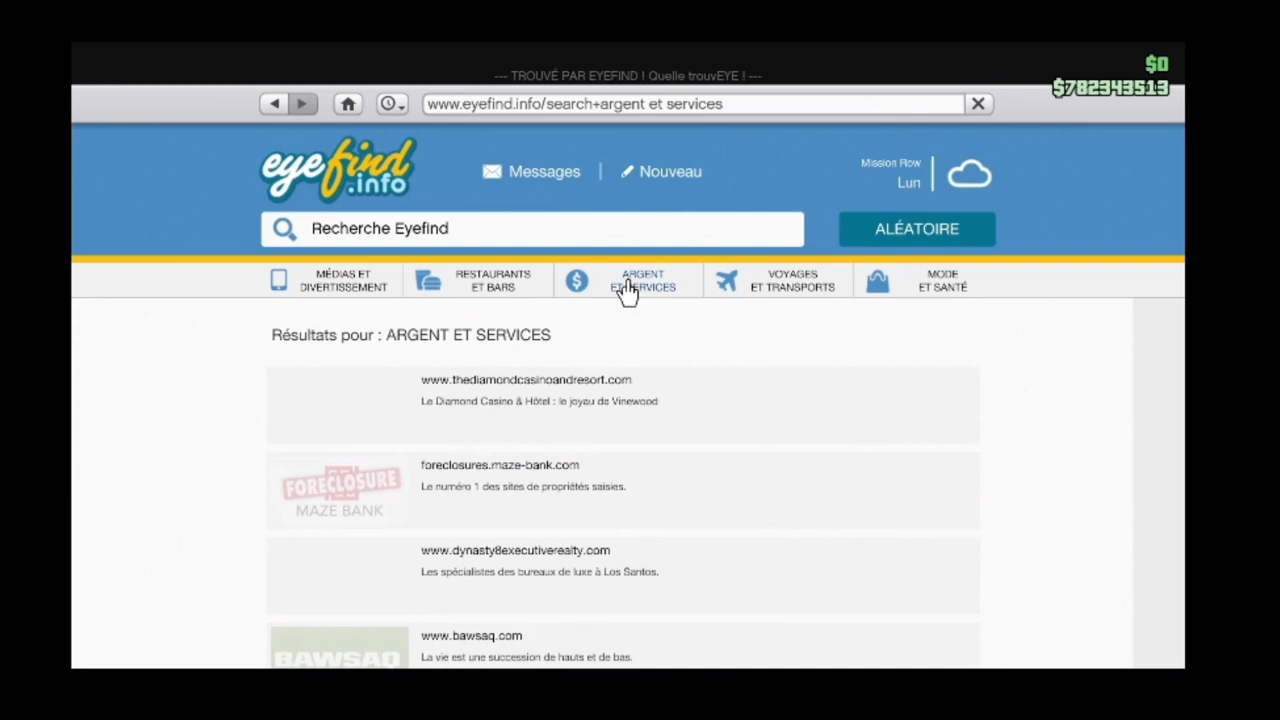 $0
--- TROUVÉ PAR EYEFIND ! Quelle trouvEYE ! ---
$782343513
www.eyefind.info/search+argent et services
eyefind
.info
Messages
Nouveau
Mission Row
Lun
Recherche Eyefind
ALÉATOIRE
MÉDIAS ET
DIVERTISSEMENT
RESTAURANTS
ET BARS
ARGENT
ET SERVICES
VOYAGES
ET TRANSPORTS
MODE
ET SANTÉ
Résultats pour : ARGENT ET SERVICES
www.thediamondcasinoandresort.com
Le Diamond Casino & Hôtel : le joyau de Vinewood
FORECLOSURE
MAZE BANK
foreclosures.maze-bank.com
Le numéro 1 des sites de propriétés saisies.
www.dynasty8executiverealty.com
Les spécialistes des bureaux de luxe à Los Santos.
BAWSAQ
www.bawsaq.com
La vie est une succession de hauts et de bas.